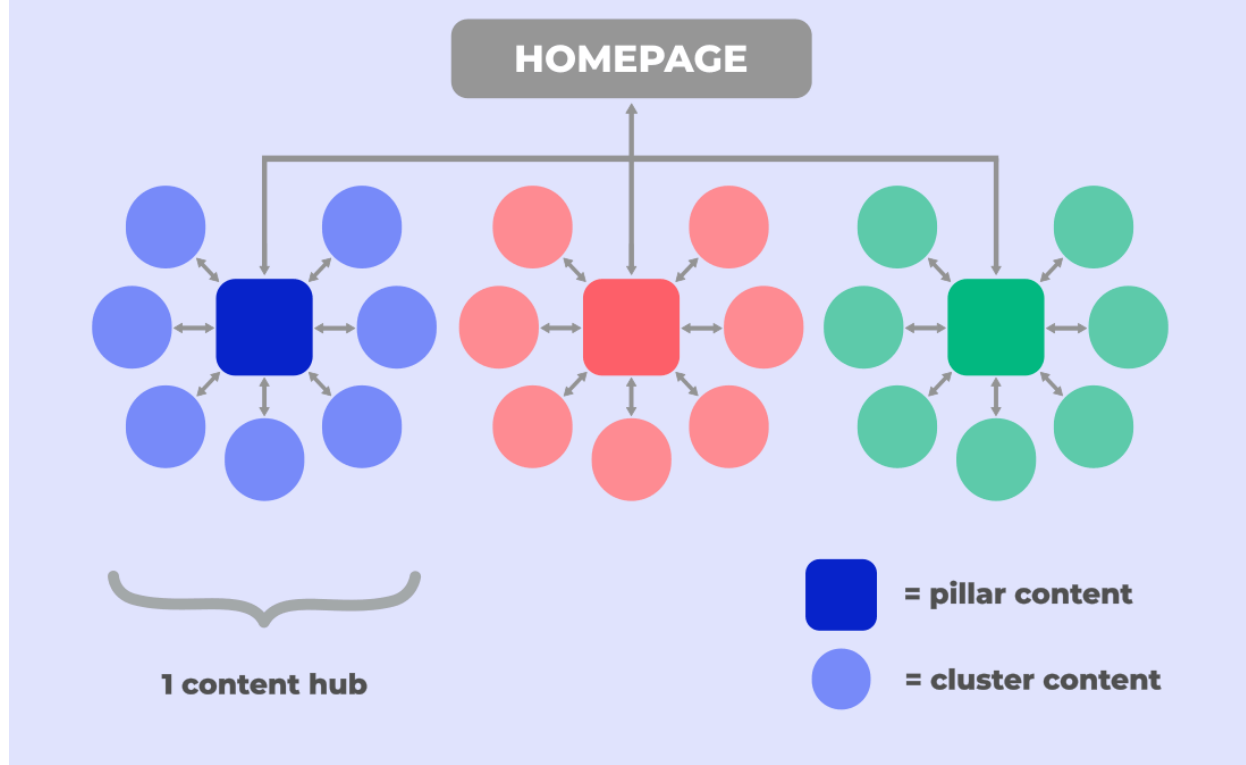 HOMEPAGE
1 content hub
= pillar content
= cluster content